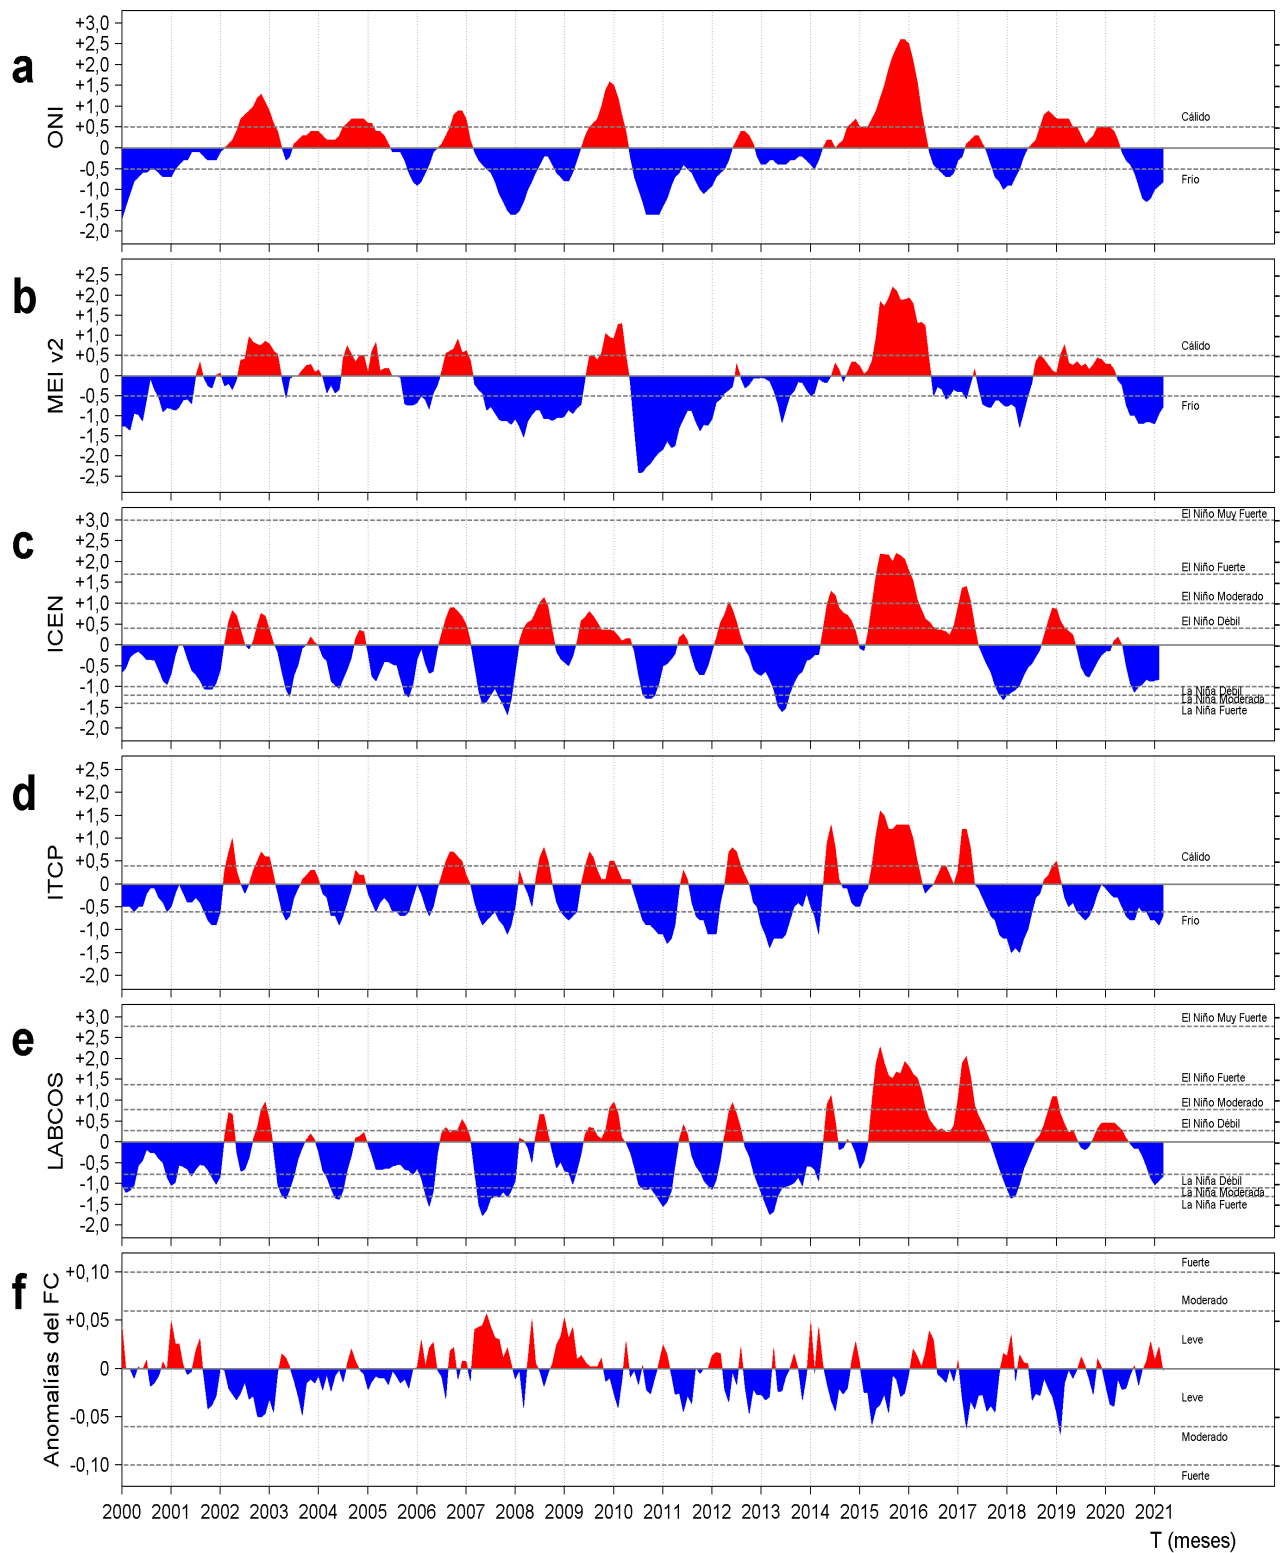 a
ONI
+3,0
+2,5
+2,0
+1,5
+1,0
+0,5
0
-0,5
-1,0
-1,5
-2,0
Cálido
Frío
b
MEI v2
+2,5
+2,0
+1,5
+1,0
+0,5
0
-0,5
-1,0
-1,5
-2,0
-2,5
Cálido
Frío
c
ICEN
+3,0
+2,5
+2,0
+1,5
+1,0
+0,5
0
-0,5
-1,0
-1,5
-2,0
El Niño Muy Fuerte
El Niño Fuerte
El Niño Moderado
El Niño Débil
La Niña Débil
La Niña Moderada
La Niña Fuerte
d
ITCP
+2,5
+2,0
+1,5
+1,0
+0,5
0
-0,5
-1,0
-1,5
-2,0
Cálido
Frío
e
LABCOS
+3,0
+2,5
+2,0
+1,5
+1,0
+0,5
0
-0,5
-1,0
-1,5
-2,0
El Niño Muy Fuerte
El Niño Fuerte
El Niño Moderado
El Niño Débil
La Niña Débil
La Niña Moderada
La Niña Fuerte
f
Anomalías del FC
+0,10
+0,05
0
-0,05
-0,10
Fuerte
Moderado
Leve
Leve
Moderado
Fuerte
2000 2001 2002 2003 2004 2005 2006 2007 2008 2009 2010 2011 2012 2013 2014 2015 2016 2017 2018 2019 2020 2021
T (meses)